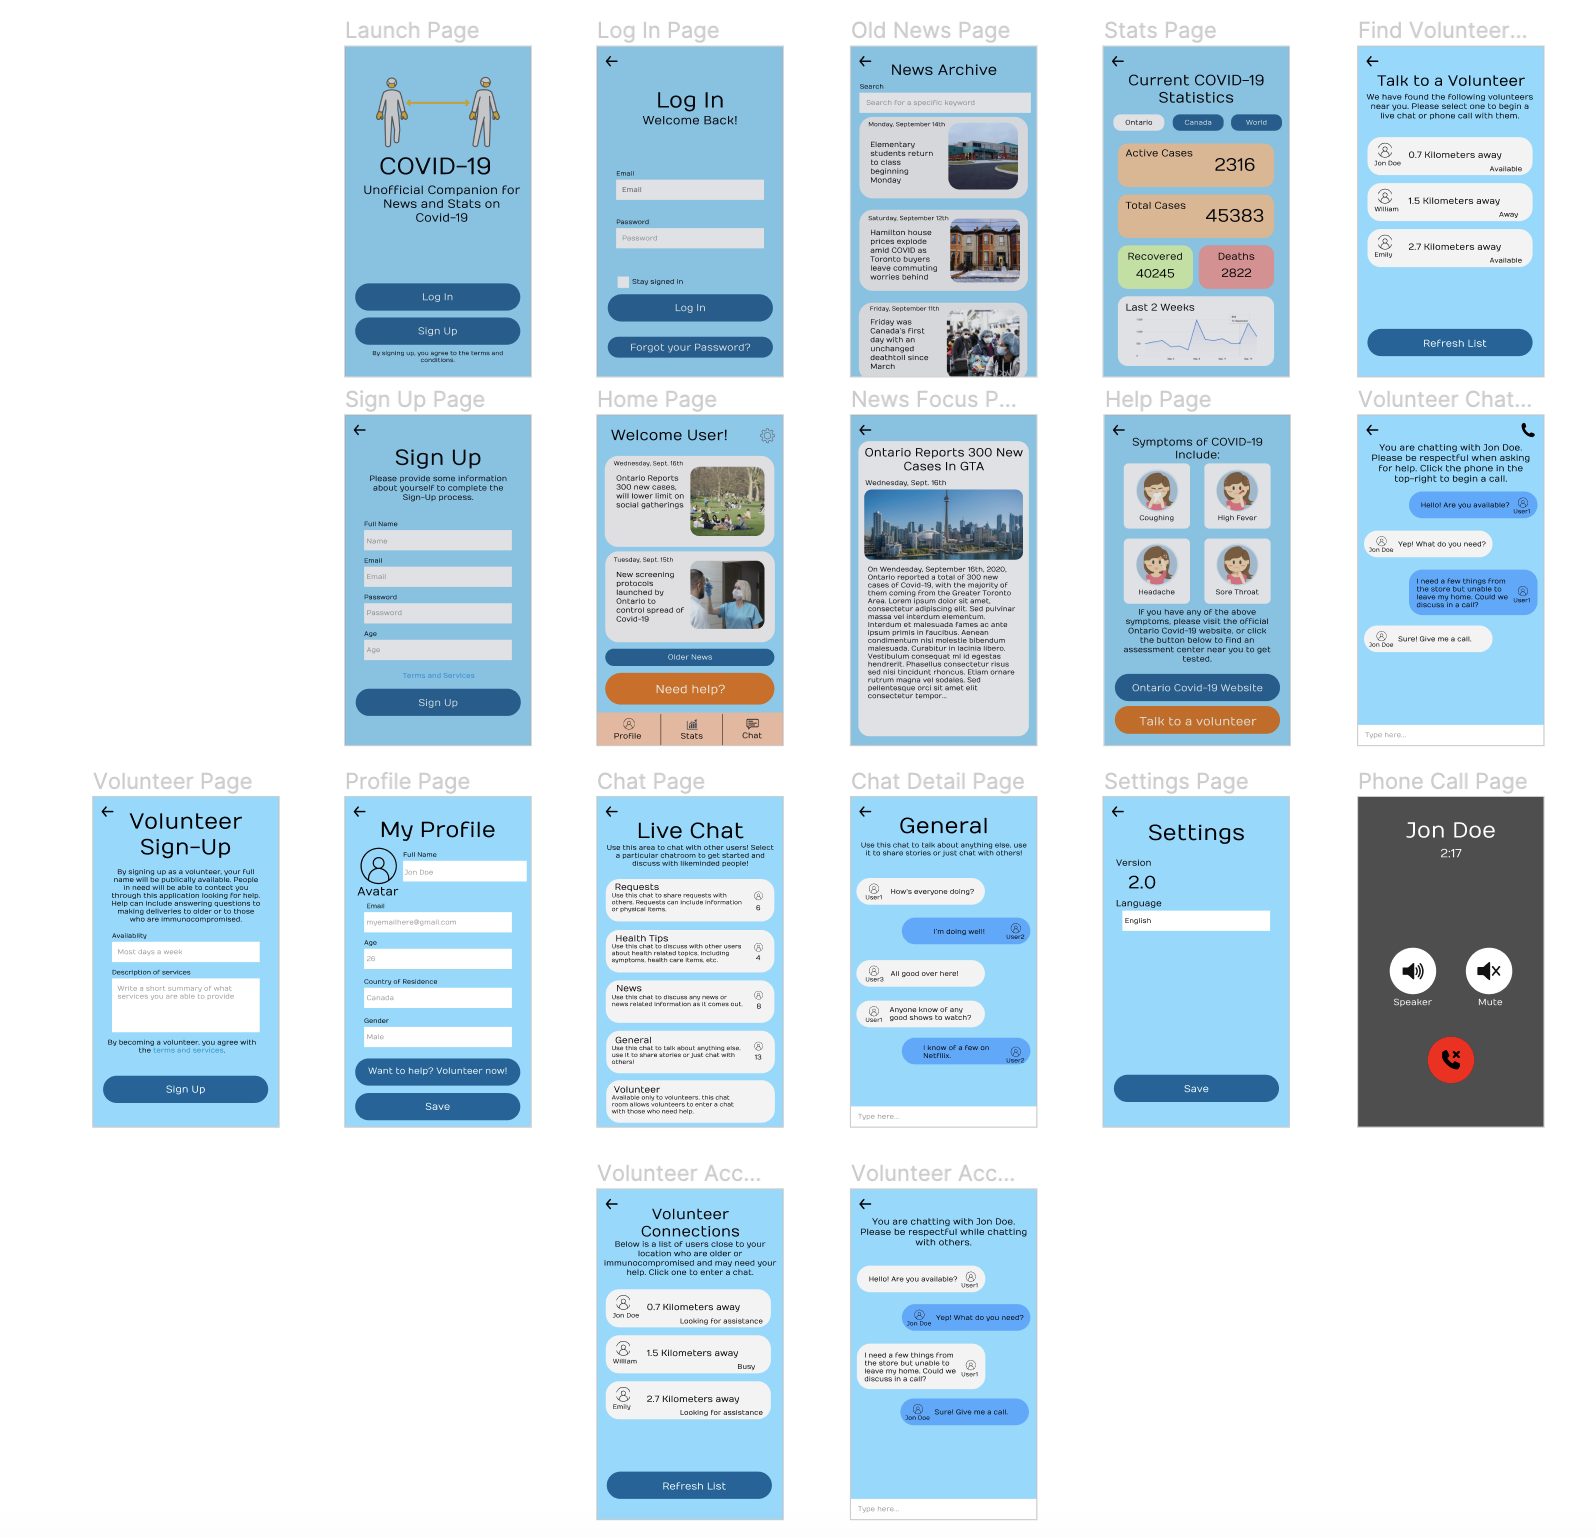 Launch Page
COVID-19
Unofficial Companion for
News and Stats on
Covid-19
Log In
Sign Up
By signing up, you agree to the terms and
conditions.
Log In Page
Log In
Welcome Back!
Email
Email
Password
Password
Stay signed in
Log In
Forgot your Password?
Old News Page
News Archive
Search
Search for a specific keyword
Monday, September 14th
Elementary
students return
to class
beginning
Monday
Saturday, September 12th
Hamilton house
prices explode
amid COVID as
Toronto buyers
leave commuting
worries behind
Friday, September 11th
Friday was
Canada's first
day with an
unchanged
deathtoll since
March
Stats Page
Current COVID-19
Statistics
Ontario
Canada
World
Active Cases
2316
Total Cases
45383
Recovered
40245
Deaths
2822
Last 2 Weeks
Find Volunteer...
Talk to a Volunteer
We have found the following volunteers
near you. Please select one to begin a
live chat or phone call with them.
Jon Doe
0.7 Kilometers away
Available
William
1.5 Kilometers away
Away
Emily
2.7 Kilometers away
Available
Refresh List
Sign Up Page
Sign Up
Please provide some information
about yourself to complete the
Sign-Up process.
Full Name
Name
Email
Email
Password
Password
Age
Age
Terms and Services
Sign Up
Home Page
Welcome User!
Wednesday, Sept. 16th
Ontario Reports
300 new cases,
will lower limit on
social gatherings
Tuesday, Sept. 15th
New screening
protocols
launched by
Ontario to
control spread of
Covid-19
Older News
Need help?
Profile
Stats
Chat
News Focus P...
Ontario Reports 300 New
Cases In GTA
Wednesday, Sept. 16th
On Wendesday, September 16th, 2020,
Ontario reported a total of 300 new
cases of Covid-19, with the majority of
them coming from the Greater Toronto
Area. Lorem ipsum dolor sit amet,
consectetur adipiscing elit. Sed pulvinar
massa vel interdum elementum.
Interdum et malesuada fames ac ante
ipsum primis in faucibus. Aenean
condimentum nisl molestie bibendum
malesuada. Curabitur in lacinia libero.
Vestibulum consequat mi id egestas
hendrerit. Phasellus consectetur risus
sed nisi tincidunt rhoncus. Etiam ornare
rutrum magna vel sodales. Sed
pellentesque orci sit amet elit
consectetur tempor...
Help Page
Symptoms of COVID-19
Include:
Coughing
High Fever
Headache
Sore Throat
If you have any of the above
symptoms, please visit the official
Ontario Covid-19 website, or click
the button below to find an
assessment center near you to get
tested.
Ontario Covid-19 Website
Talk to a volunteer
Volunteer Chat...
You are chatting with Jon Doe.
Please be respectful when asking
for help. Click the phone in the
top-right to begin a call.
Hello! Are you available?
User1
Yep! What do you need?
Jon Doe
I need a few things from
the store but unable to
leave my home. Could we
discuss in a call?
User1
Sure! Give me a call.
Jon Doe
Type here...
Volunteer Page
Volunteer
Sign-Up
By signing up as a volunteer, your full
name will be publically available. People
in need will be able to contect you
through this application looking for help.
Help can include answering questions to
making deliveries to older or to those
who are immunocompromised.
Availability
Most days a week
Description of services
Write a short summary of what
services you are able to provide
By becoming a volunteer, you agree with
the terms and services.
Sign Up
Profile Page
My Profile
Avatar
Full Name
Jon Doe
Email
myemailhere@gmail.com
Age
26
Country of Residence
Canada
Gender
Male
Want to help? Volunteer now!
Save
Chat Page
Live Chat
Use this area to chat with other users! Select
a particular chatroom to get started and
discuss with likeminded people!
Requests
Use this chat to share requests with
others. Requests can include information
or physical items.
6
Health Tips
Use this chat to discuss with other users
about health related topics. Including
symptoms, health care items, etc.
4
News
Use this chat to discuss any news or
news related information as it comes out.
8
General
Use this chat to talk about anything else,
use it to share stories or just chat with
others!
13
Volunteer
Available only to volunteers, this chat
room allows volunteers to enter a chat
with those who need help.
Chat Detail Page
General
Use this chat to talk about anything else, use
it to share stories or just chat with others!
How's everyone doing?
User1
I'm doing well!
User2
All good over here!
User3
Anyone know of any
good shows to watch?
User1
I know of a few on
Netfllix.
User2
Type here...
Settings Page
Settings
Version
2.0
Language
English
Save
Phone Call Page
Jon Doe
2:17
Speaker
Mute
Volunteer Acc...
Volunteer
Connections
Below is a list of users close to your
location who are older or
immunocompromised and may need your
help. Click one to enter a chat.
Jon Doe
0.7 Kilometers away
Looking for assistance
William
1.5 Kilometers away
Busy
Emily
2.7 Kilometers away
Looking for assistance
Refresh List
Volunteer Acc...
You are chatting with Jon Doe.
Please be respectful while chatting
with others.
Hello! Are you available?
User1
Yep! What do you need?
Jon Doe
I need a few things from
the store but unable to
leave my home. Could we
discuss in a call?
User1
Sure! Give me a call.
Jon Doe
Type here...